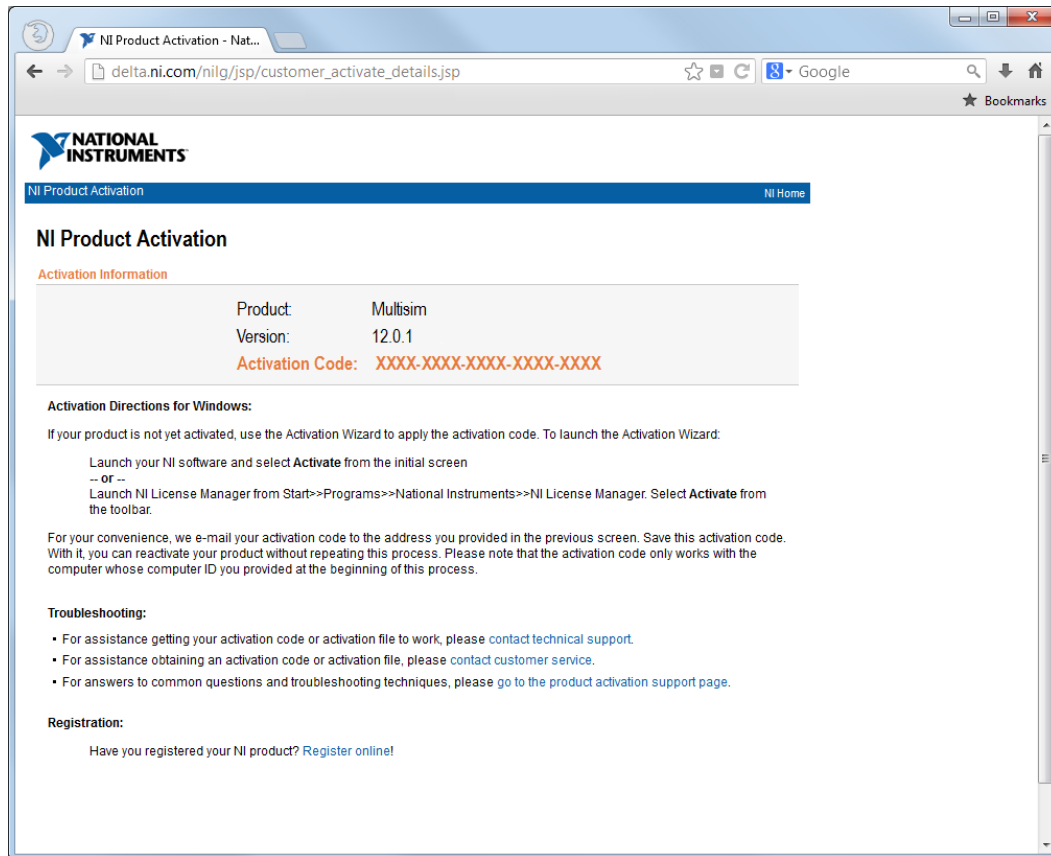 NI Product Activation - Nat...
delta.ni.com/nilg/jsp/customer_activate_details.jsp
8 Google
Bookmarks
NATIONAL
INSTRUMENTS
NI Product Activation
NI Home
NI Product Activation
Activation Information
Product: Multisim
Version: 12.0.1
Activation Code: XXXX-XXXX-XXXX-XXXX-XXXX
Activation Directions for Windows:
If your product is not yet activated, use the Activation Wizard to apply the activation code. To launch the Activation Wizard:
Launch your NI software and select Activate from the initial screen
-- or --
Launch NI License Manager from Start>>Programs>>National Instruments>>NI License Manager. Select Activate from
the toolbar.
For your convenience, we e-mail your activation code to the address you provided in the previous screen. Save this activation code.
With it, you can reactivate your product without repeating this process. Please note that the activation code only works with the
computer whose computer ID you provided at the beginning of this process.
Troubleshooting:
▪ For assistance getting your activation code or activation file to work, please contact technical support.
▪ For assistance obtaining an activation code or activation file, please contact customer service.
▪ For answers to common questions and troubleshooting techniques, please go to the product activation support page.
Registration:
Have you registered your NI product? Register online!